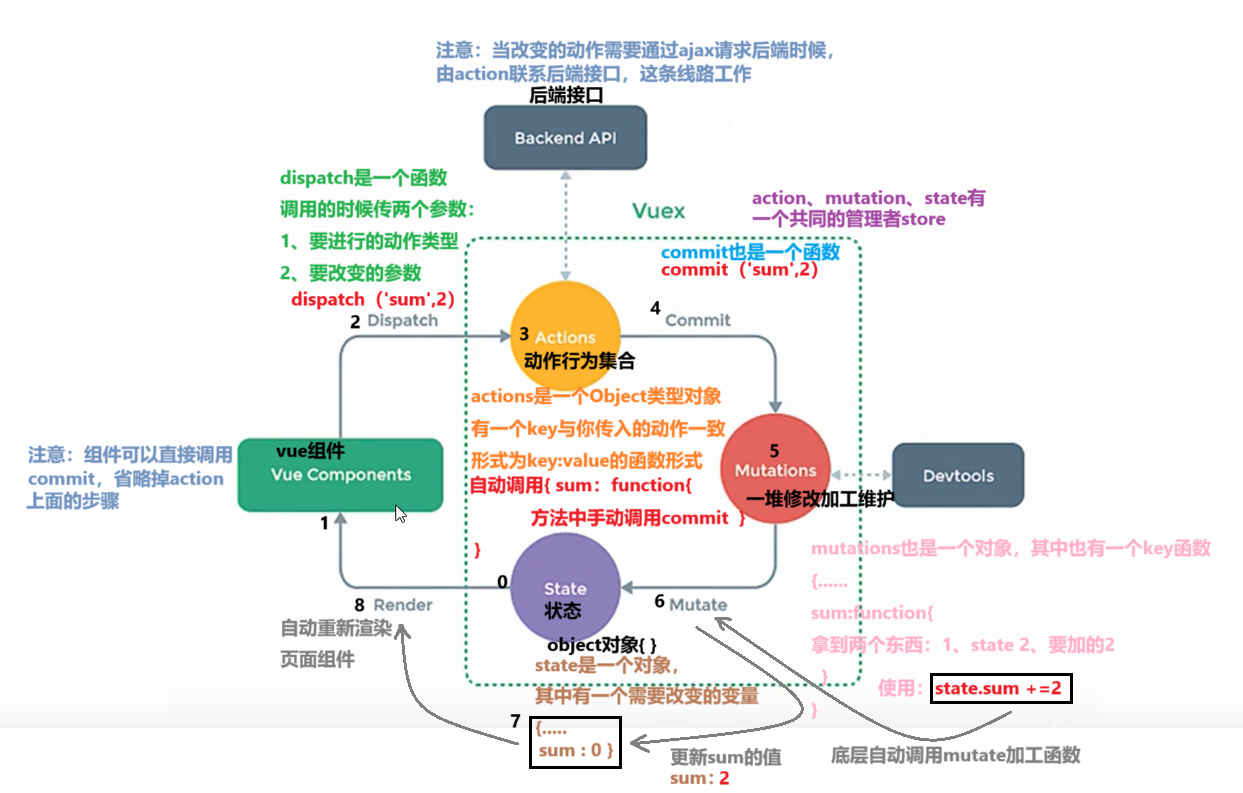 注意：当改变的动作需要通过ajax请求后端时候，
由action联系后端接口，这条线路工作
后端接口
Backend API
dispatch是一个函数
调用的时候传两个参数：
1、要进行的动作类型
2、要改变的参数
dispatch（'sum',2）
Vuex
action、mutation、state有
一个共同的管理者store
commit也是一个函数
commit（'sum',2）
2 Dispatch
3 Actions
动作行为集合
4
Commit
actions是一个Object类型对象
有一个key与你传入的动作一致
形式为key:value的函数形式
自动调用{ sum：function{
方法中手动调用commit }
}
注意：组件可以直接调用
commit，省略掉action
上面的步骤
vue组件
Vue Components
1
5
Mutations
一堆修改加工维护
Devtools
mutations也是一个对象，其中也有一个key函数
{......
sum:function{
拿到两个东西：1、state 2、要加的2
}
使用：state.sum +=2
}
0
State
状态
object对象{ }
state是一个对象，
其中有一个需要改变的变量
6 Mutate
8 Render
自动重新渲染
页面组件
7
{.....
sum : 0 }
更新sum的值
sum：2
底层自动调用mutate加工函数